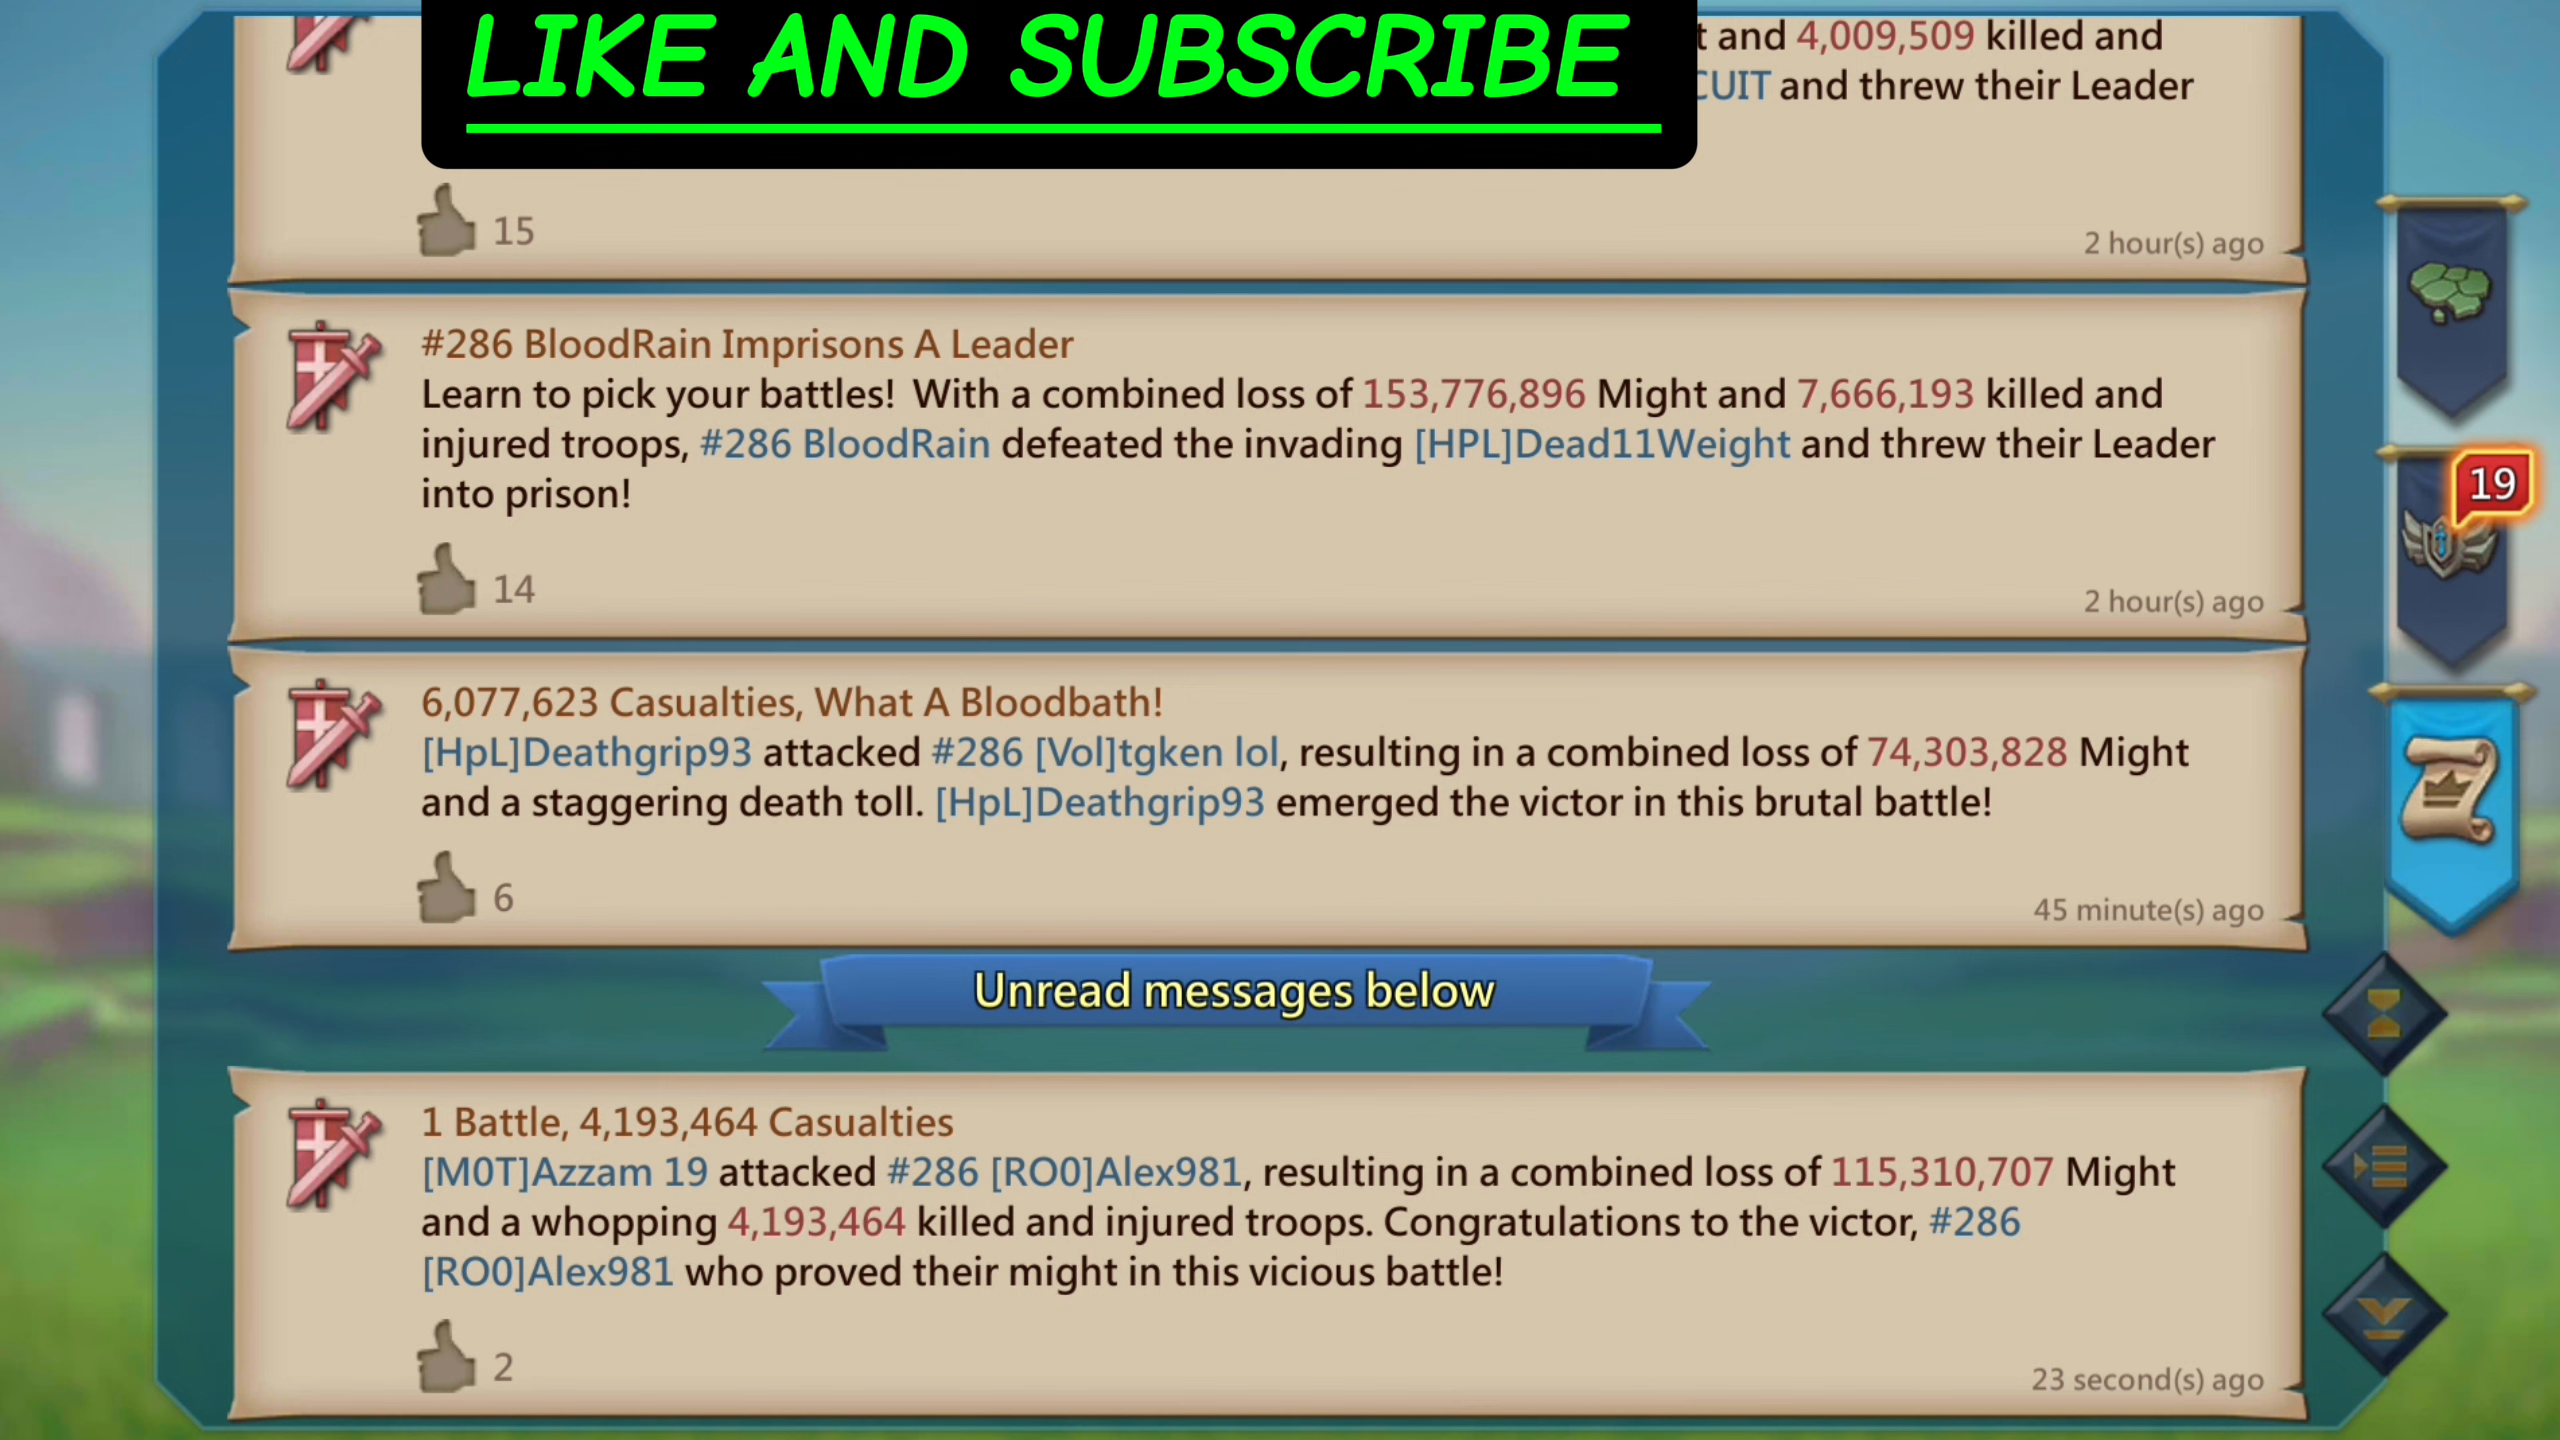 LIKE AND SUBSCRIBE
t and 4,009,509 killed and
CUIT and threw their Leader
15
2 hour(s) ago
#286 BloodRain Imprisons A Leader
Learn to pick your battles! With a combined loss of 153,776,896 Might and 7,666,193 killed and
injured troops, #286 BloodRain defeated the invading [HPL]Dead11Weight and threw their Leader
into prison!
14
2 hour(s) ago
19
6,077,623 Casualties, What A Bloodbath!
[HpL]Deathgrip93 attacked #286 [Vol]tgken lol, resulting in a combined loss of 74,303,828 Might
and a staggering death toll. [HpL]Deathgrip93 emerged the victor in this brutal battle!
6
45 minute(s) ago
Unread messages below
1 Battle, 4,193,464 Casualties
[M0T]Azzam 19 attacked #286 [RO0]Alex981, resulting in a combined loss of 115,310,707 Might
and a whopping 4,193,464 killed and injured troops. Congratulations to the victor, #286
[RO0]Alex981 who proved their might in this vicious battle!
2
23 second(s) ago